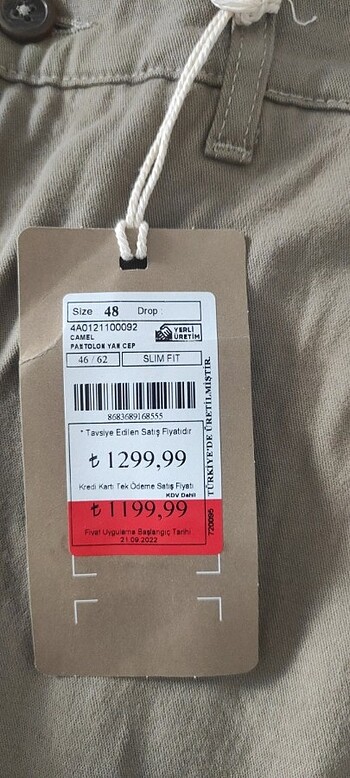 Size 48 Drop :
4A0121100092
CAMEL
PANTOLON YAN CEP
YERLİ
ÜRETİM
46 / 62 SLIM FIT
8683689168555
* Tavsiye Edilen Satış Fiyatıdır
₺ 1299,99
Kredi Kartı Tek Ödeme Satış Fiyatı
KDV Dahil
₺ 1199,99
Fiyat Uygulama Başlangıç Tarihi :
21.09.2022
TÜRKİYE'DE ÜRETİLMİŞTİR.
720095